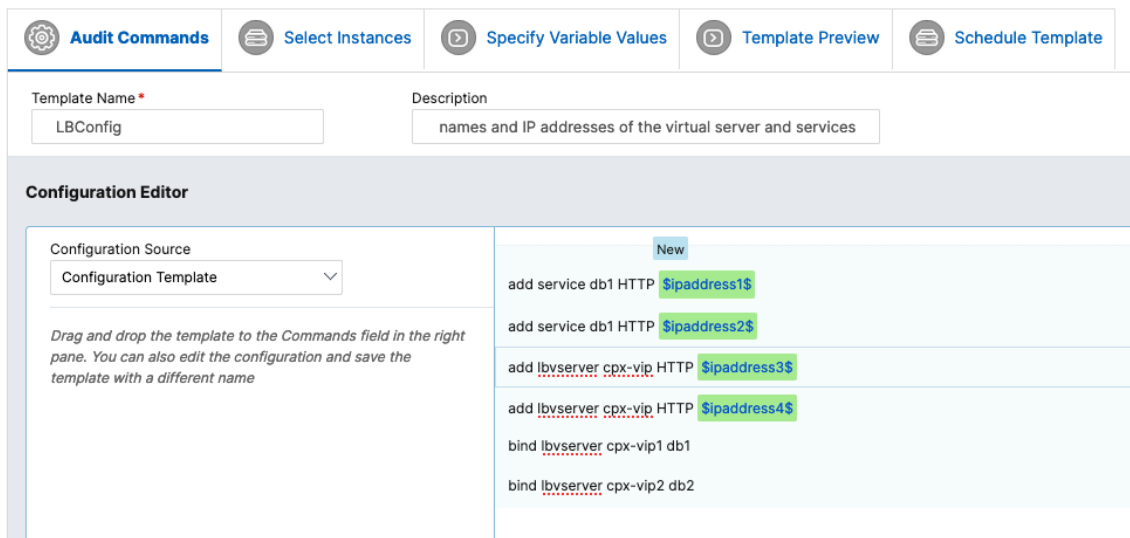 Audit Commands Select Instances Specify Variable Values Template Preview Schedule Template
Template Name* Description
LBConfig names and IP addresses of the virtual server and services
Configuration Editor
Configuration Source
Configuration Template
Drag and drop the template to the Commands field in the right
pane. You can also edit the configuration and save the
template with a different name
New
add service db1 HTTP $ipaddress1$
add service db1 HTTP $ipaddress2$
add lbvserver cpx-vip HTTP $ipaddress3$
add lbvserver cpx-vip HTTP $ipaddress4$
bind lbvserver cpx-vip1 db1
bind lbvserver cpx-vip2 db2